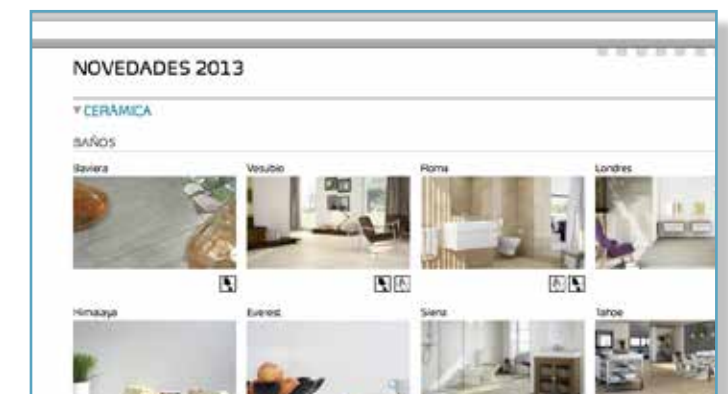 NOVEDADES 2013
CERÁMICA
BAÑOS
Baviera Vesubio Roma Londres
Himalaya Everest Siena Tahoe